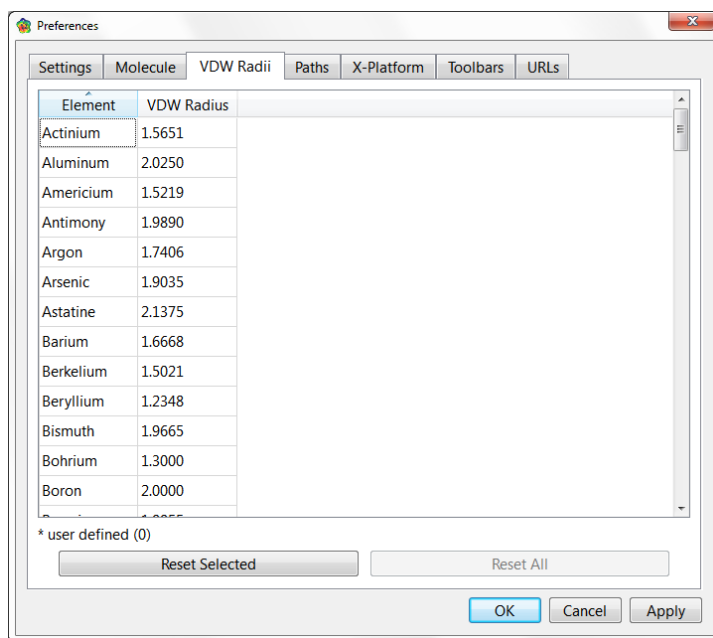 Preferences
Settings Molecule VDW Radii Paths X-Platform Toolbars URLs
Element VDW Radius
Actinium 1.5651
Aluminum 2.0250
Americium 1.5219
Antimony 1.9890
Argon 1.7406
Arsenic 1.9035
Astatine 2.1375
Barium 1.6668
Berkelium 1.5021
Beryllium 1.2348
Bismuth 1.9665
Bohrium 1.3000
Boron 2.0000
* user defined (0)
Reset Selected Reset All
OK Cancel Apply